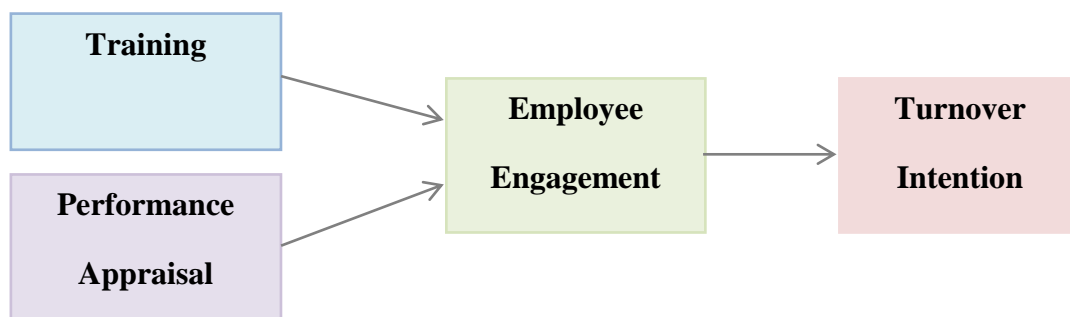 Training
Performance
Appraisal
Employee
Engagement
Turnover
Intention